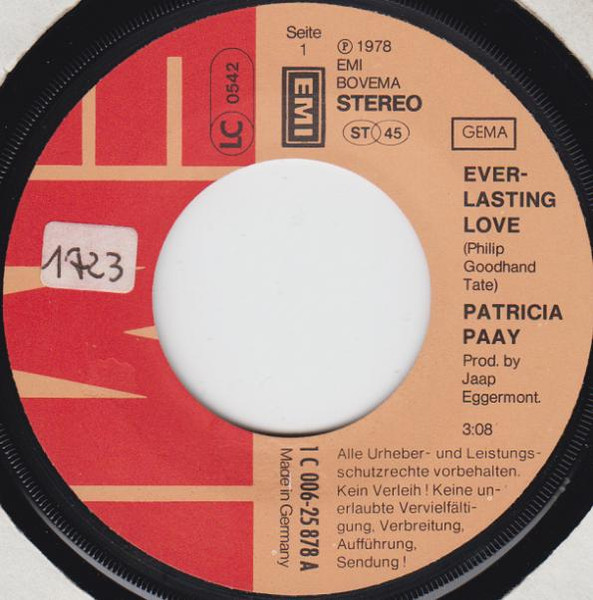 Seite
1
℗ 1978
EMI
BOVEMA
STEREO
ST 45
EMI
LC 0542
GEMA
EVER-
LASTING
LOVE
(Philip
Goodhand
Tate)
PATRICIA
PAAY
Prod. by
Jaap
Eggermont.
3:08
1723
1 C 006-25 878 A
Made in Germany
Alle Urheber- und Leistungs-
schutzrechte vorbehalten.
Kein Verleih! Keine un-
erlaubte Vervielfälti-
gung, Verbreitung,
Aufführung,
Sendung!